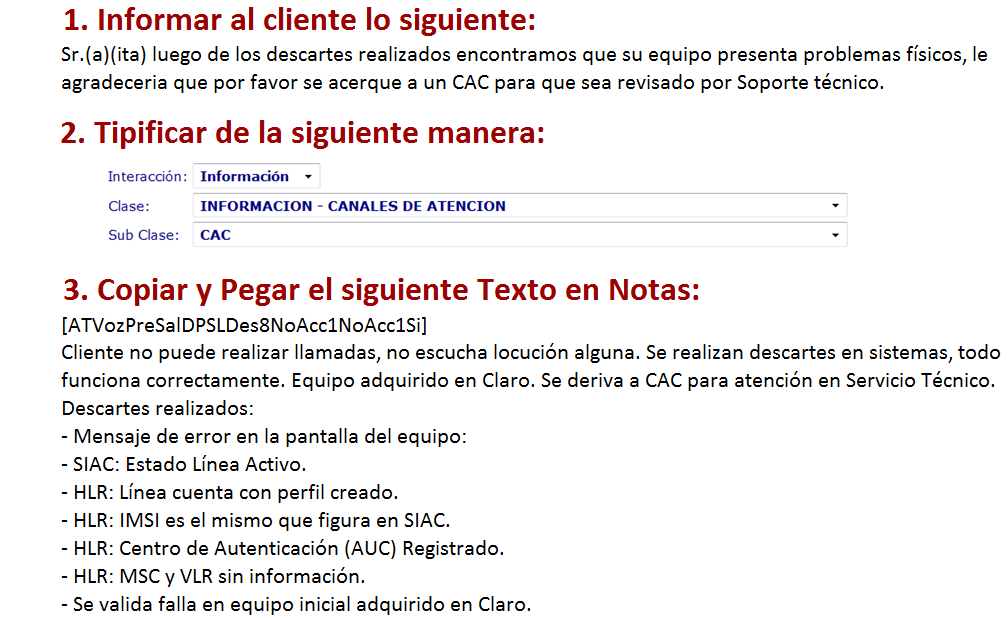 1. Informar al cliente lo siguiente:
Sr.(a)(ita) luego de los descartes realizados encontramos que su equipo presenta problemas físicos, le
agradeceria que por favor se acerque a un CAC para que sea revisado por Soporte técnico.
2. Tipificar de la siguiente manera:
Interacción: Información
Clase: INFORMACION - CANALES DE ATENCION
Sub Clase: CAC
3. Copiar y Pegar el siguiente Texto en Notas:
[ATVozPreSalDPSLDes8NoAcc1NoAcc1Si]
Cliente no puede realizar llamadas, no escucha locución alguna. Se realizan descartes en sistemas, todo
funciona correctamente. Equipo adquirido en Claro. Se deriva a CAC para atención en Servicio Técnico.
Descartes realizados:
- Mensaje de error en la pantalla del equipo:
- SIAC: Estado Línea Activo.
- HLR: Línea cuenta con perfil creado.
- HLR: IMSI es el mismo que figura en SIAC.
- HLR: Centro de Autenticación (AUC) Registrado.
- HLR: MSC y VLR sin información.
- Se valida falla en equipo inicial adquirido en Claro.